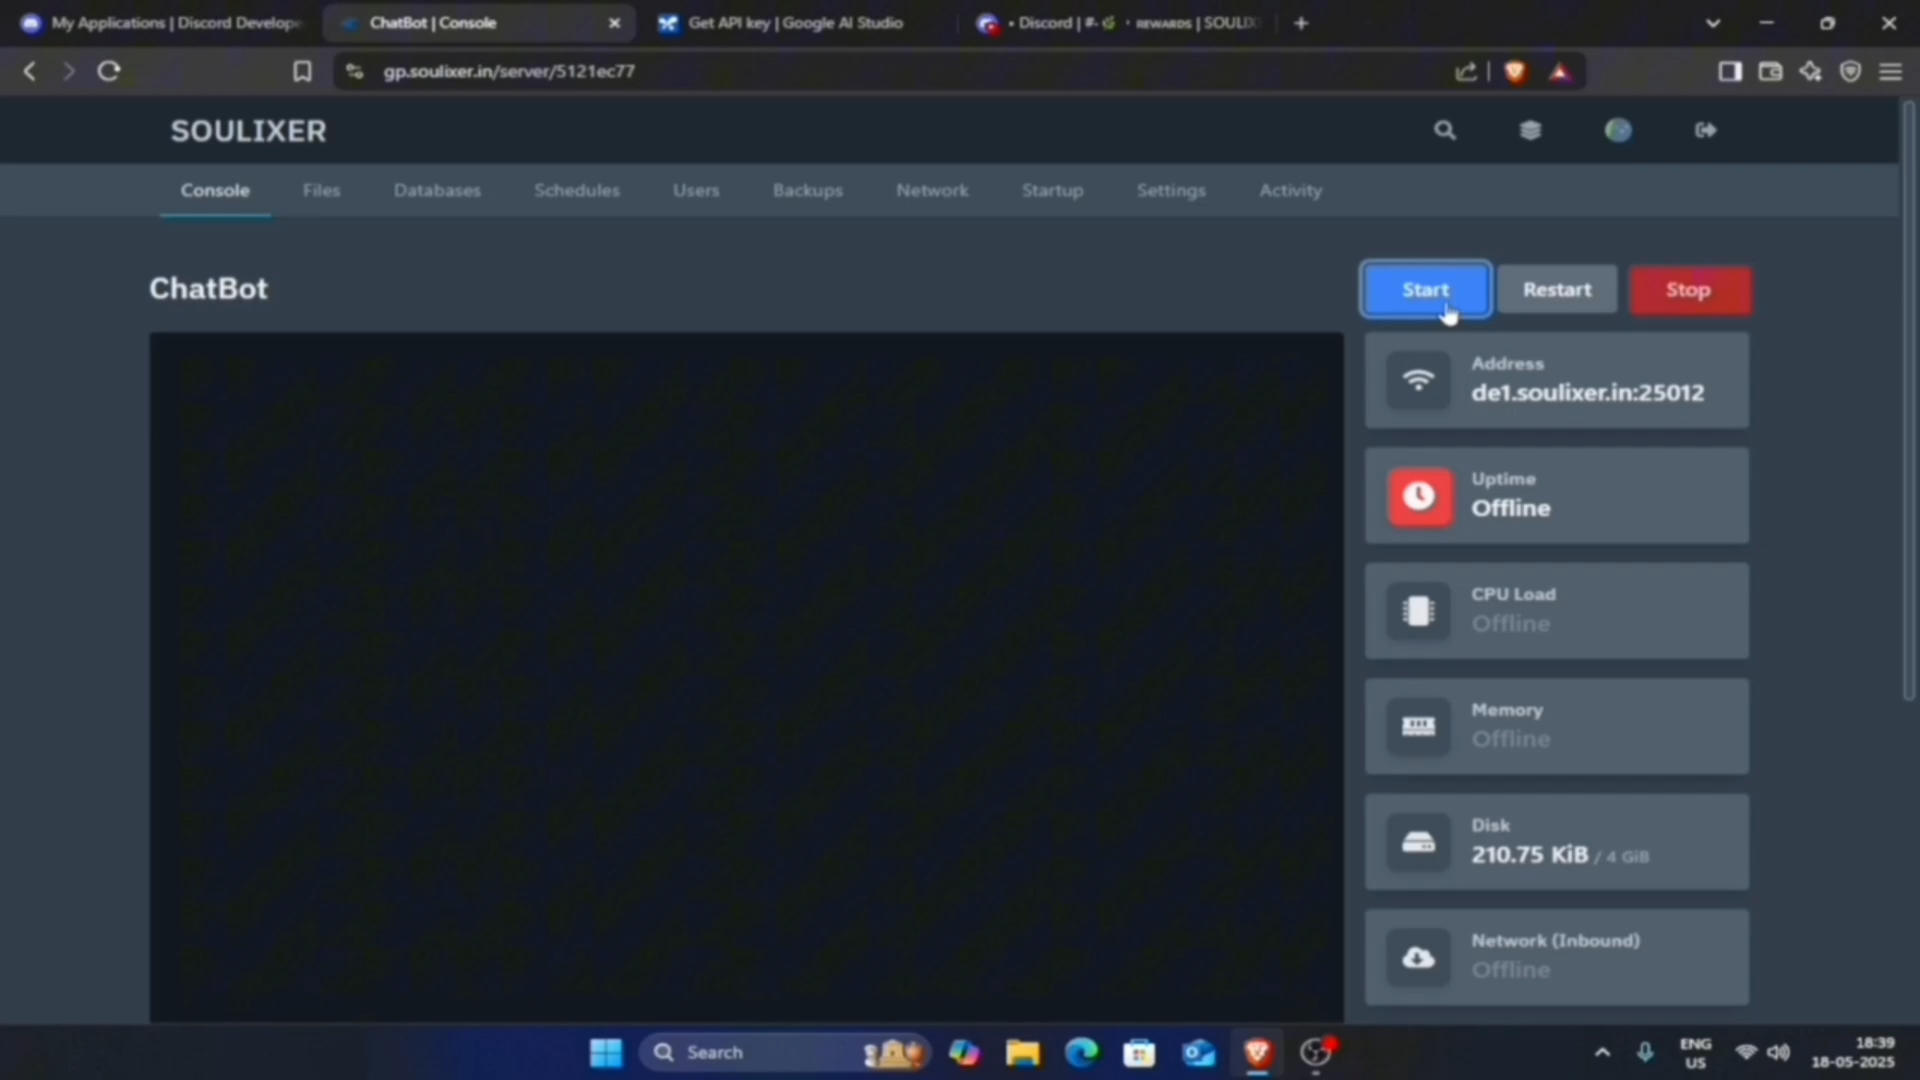 My Applications | Discord Develope
ChatBot | Console
Get API key | Google AI Studio
• Discord | #- REWARDS | SOULIX
gp.soulixer.in/server/5121ec77
SOULIXER
Console Files Databases Schedules Users Backups Network Startup Settings Activity
ChatBot
Start Restart Stop
Address
de1.soulixer.in:25012
Uptime
Offline
CPU Load
Offline
Memory
Offline
Disk
210.75 KiB / 4 GiB
Network (Inbound)
Offline
Search
ENG
US
18:39
18-05-2025